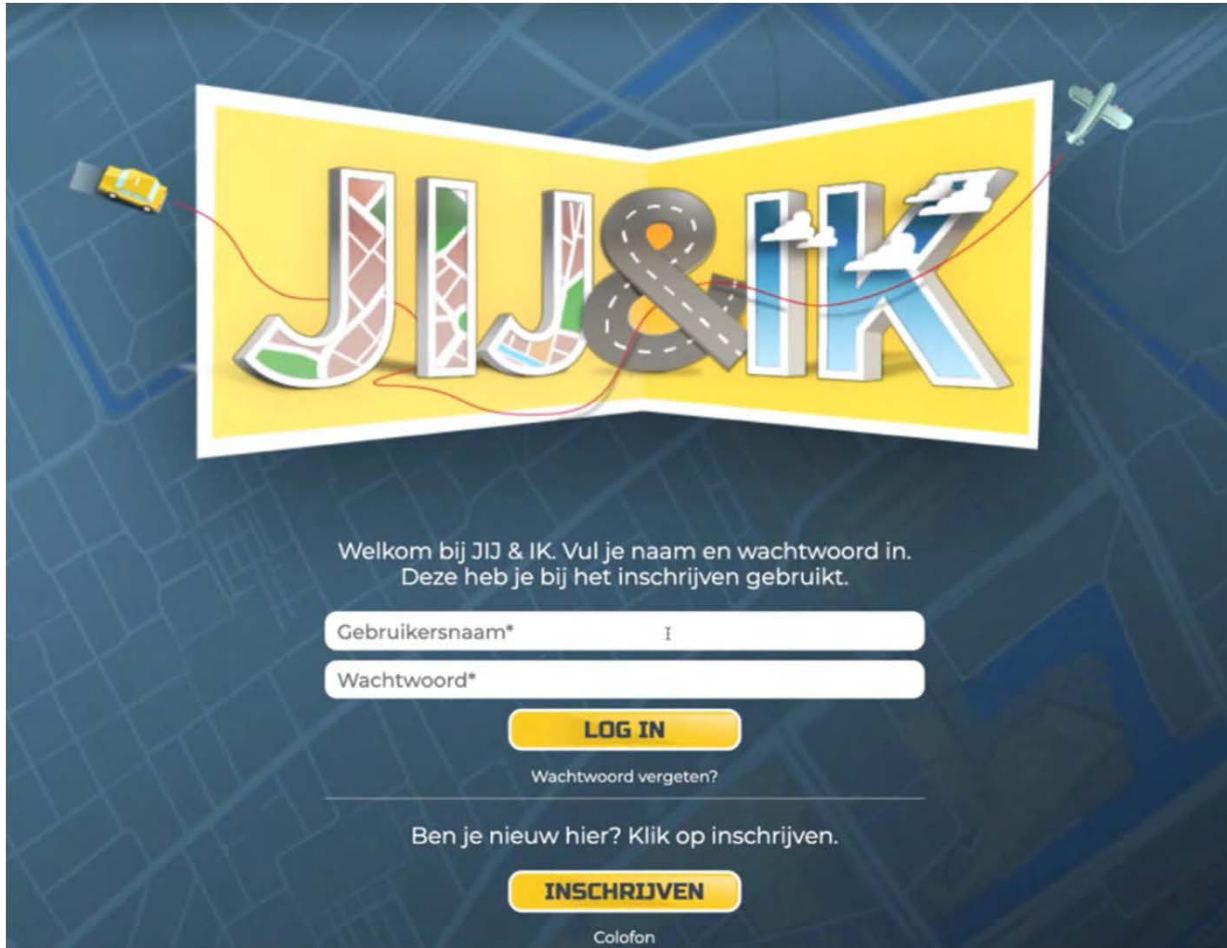 JIJ&IK
Welkom bij JIJ & IK. Vul je naam en wachtwoord in.
Deze heb je bij het inschrijven gebruikt.
Gebruikersnaam*
Wachtwoord*
LOG IN
Wachtwoord vergeten?
Ben je nieuw hier? Klik op inschrijven.
INSCHRIJVEN
Colofon